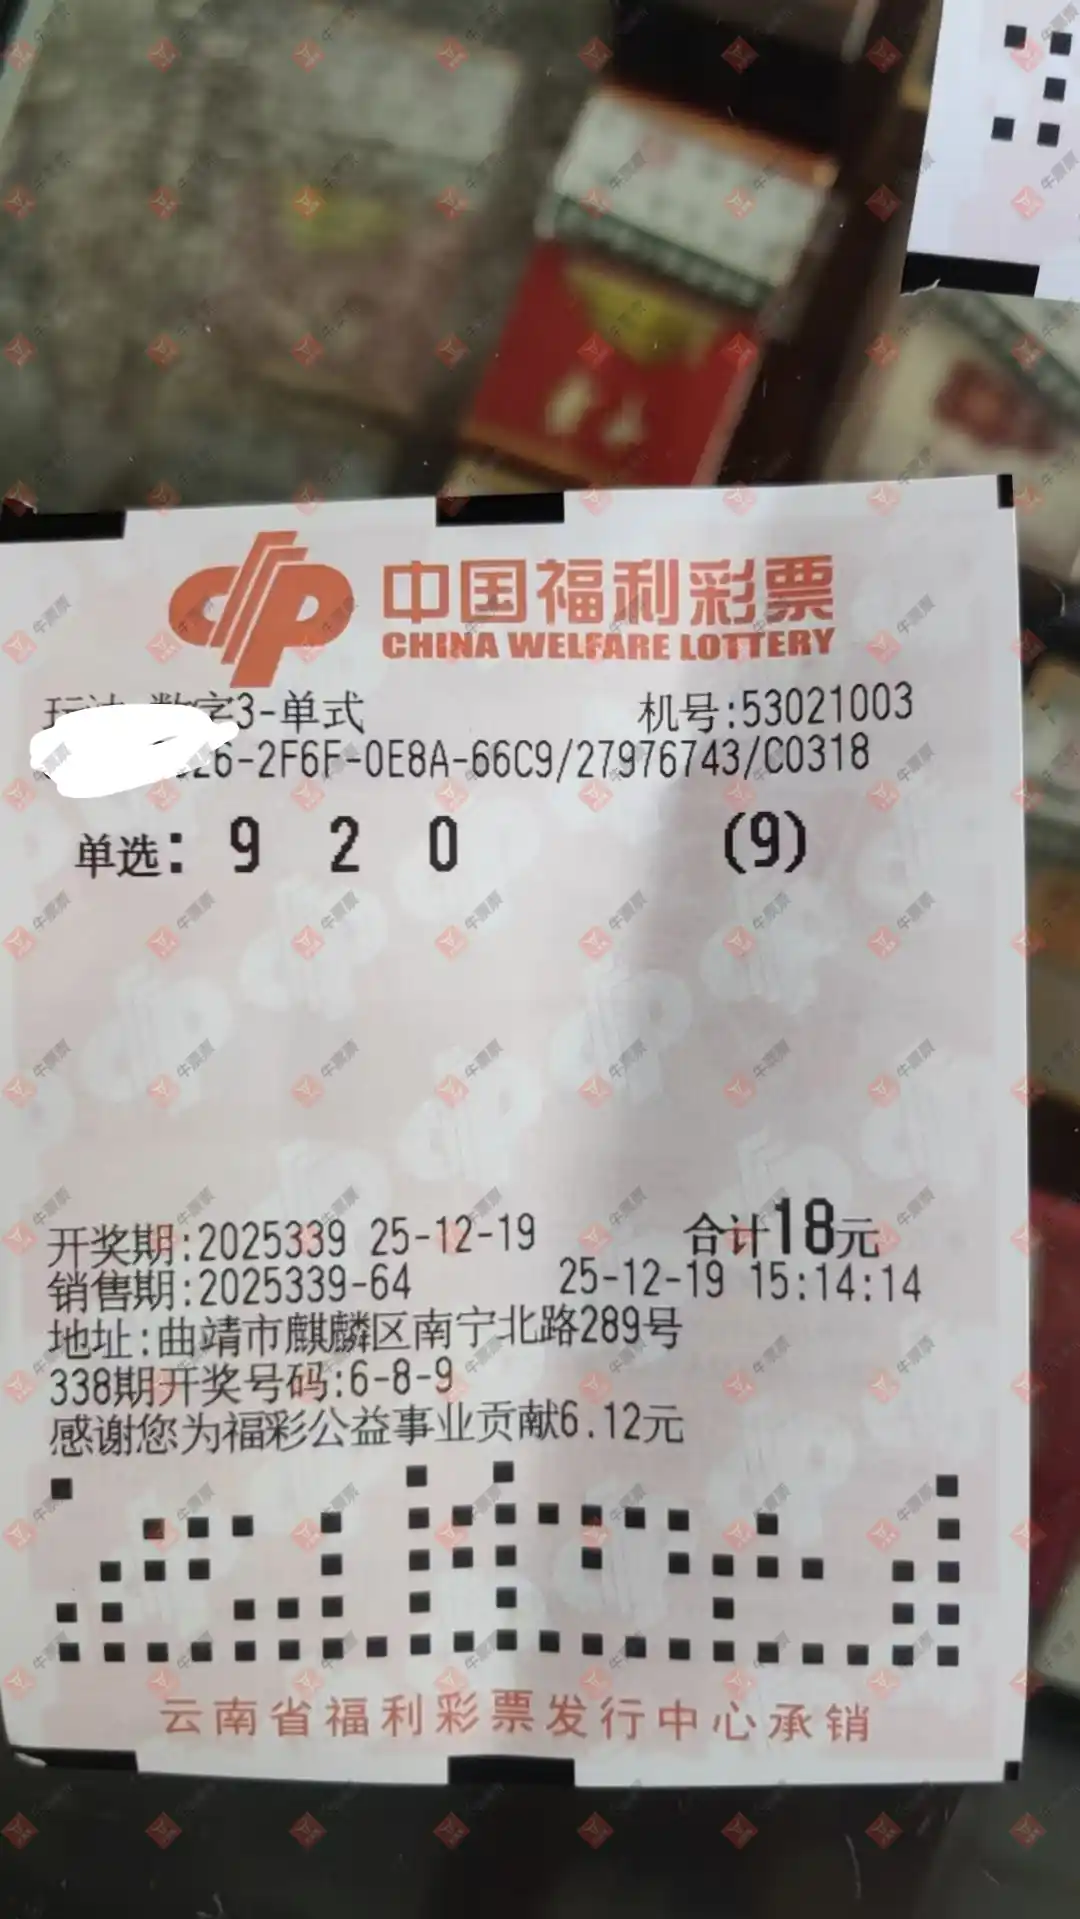 中国福利彩票
CHINA WELFARE LOTTERY
数字3-单式 机号:53021003
26-2F6F-0E8A-66C9/27976743/C0318
单选: 9 2 0 (9)
开奖期:2025339 25-12-19 合计18元
销售期:2025339-64 25-12-19 15:14:14
地址:曲靖市麒麟区南宁北路289号
338期开奖号码:6-8-9
感谢您为福彩公益事业贡献6.12元
云南省福利彩票发行中心承销